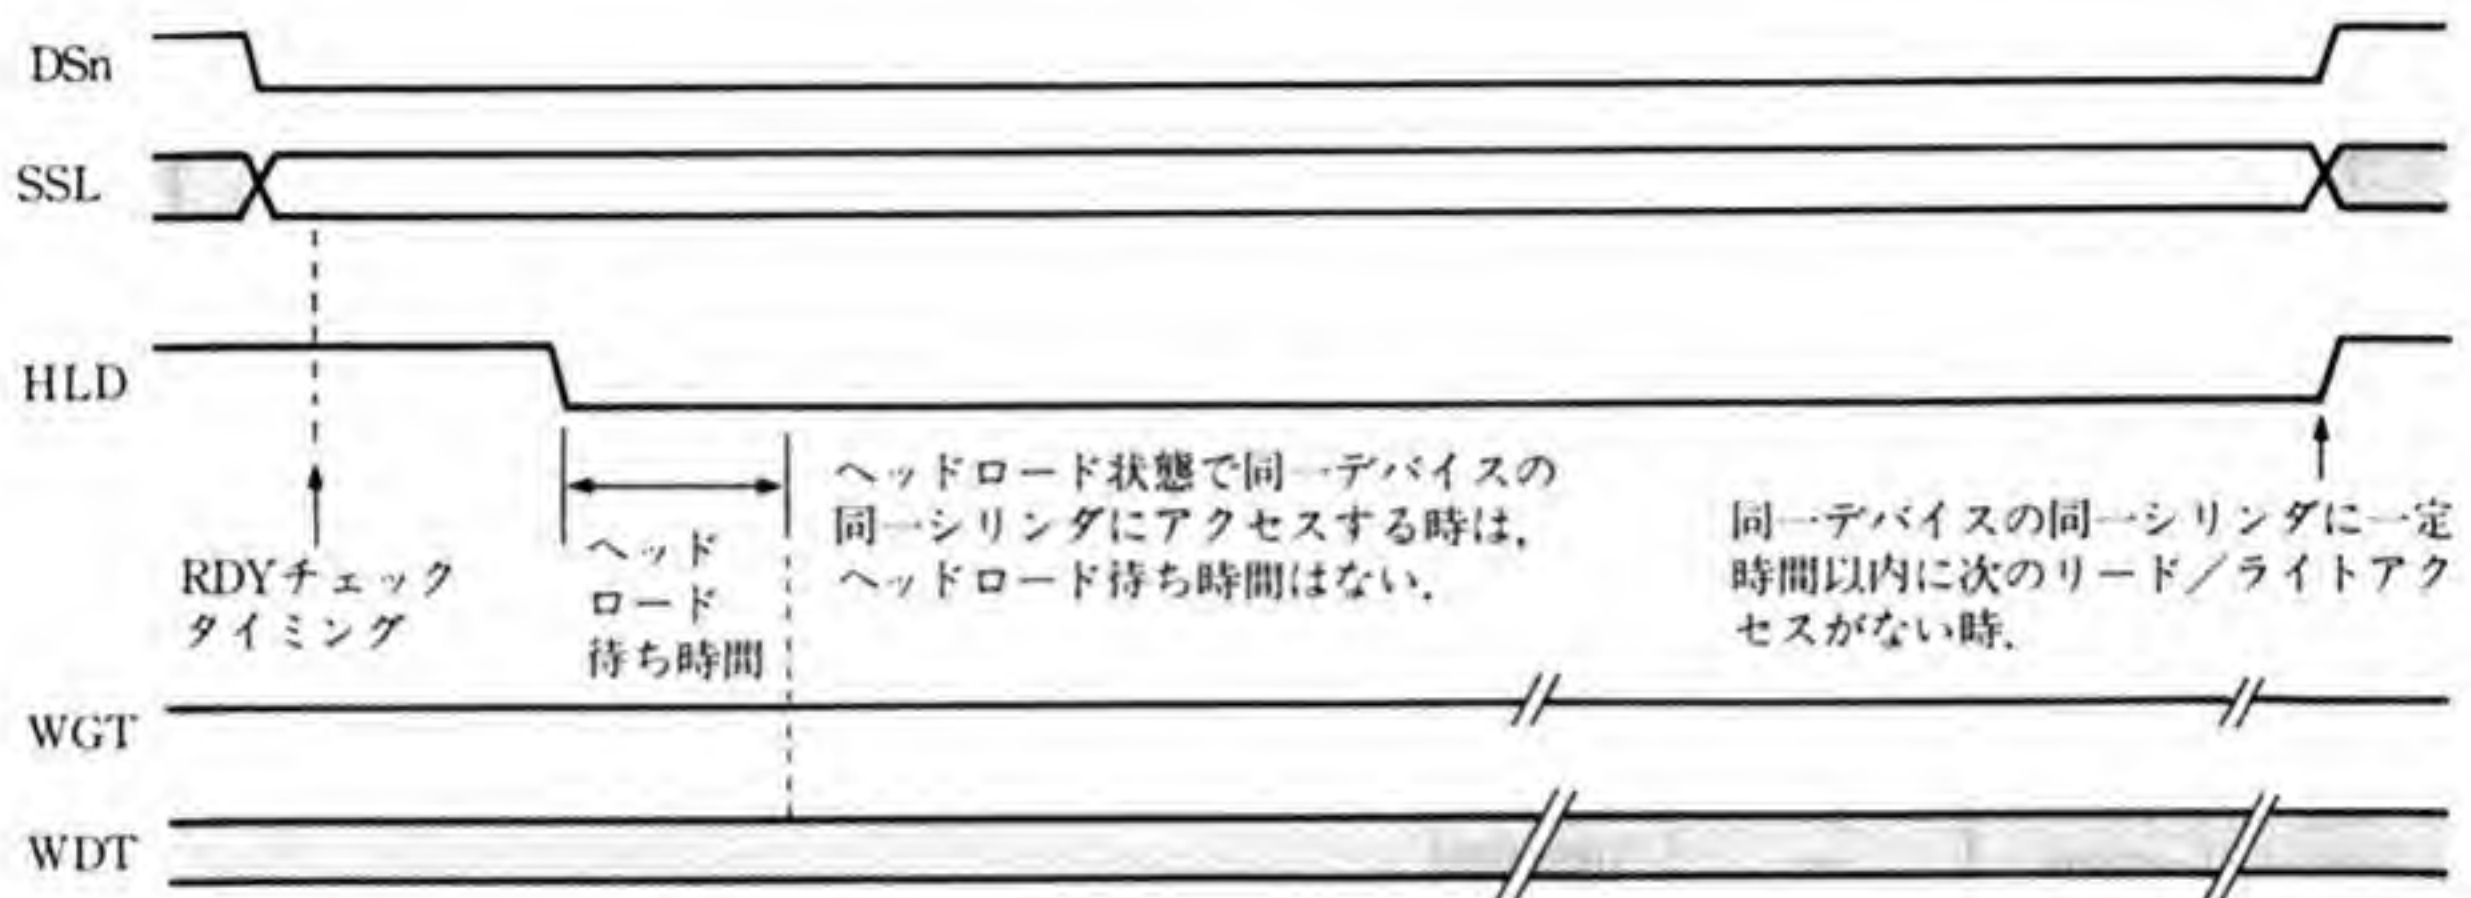 DSn
SSL
HLD
RDYチェック
タイミング
ヘッド
ロード
待ち時間
ヘッドロード状態で同一デバイスの
同一シリンダにアクセスする時は,
ヘッドロード待ち時間はない.
同一デバイスの同一シリンダに一定
時間以内に次のリード/ライトアク
セスがない時.
WGT
WDT